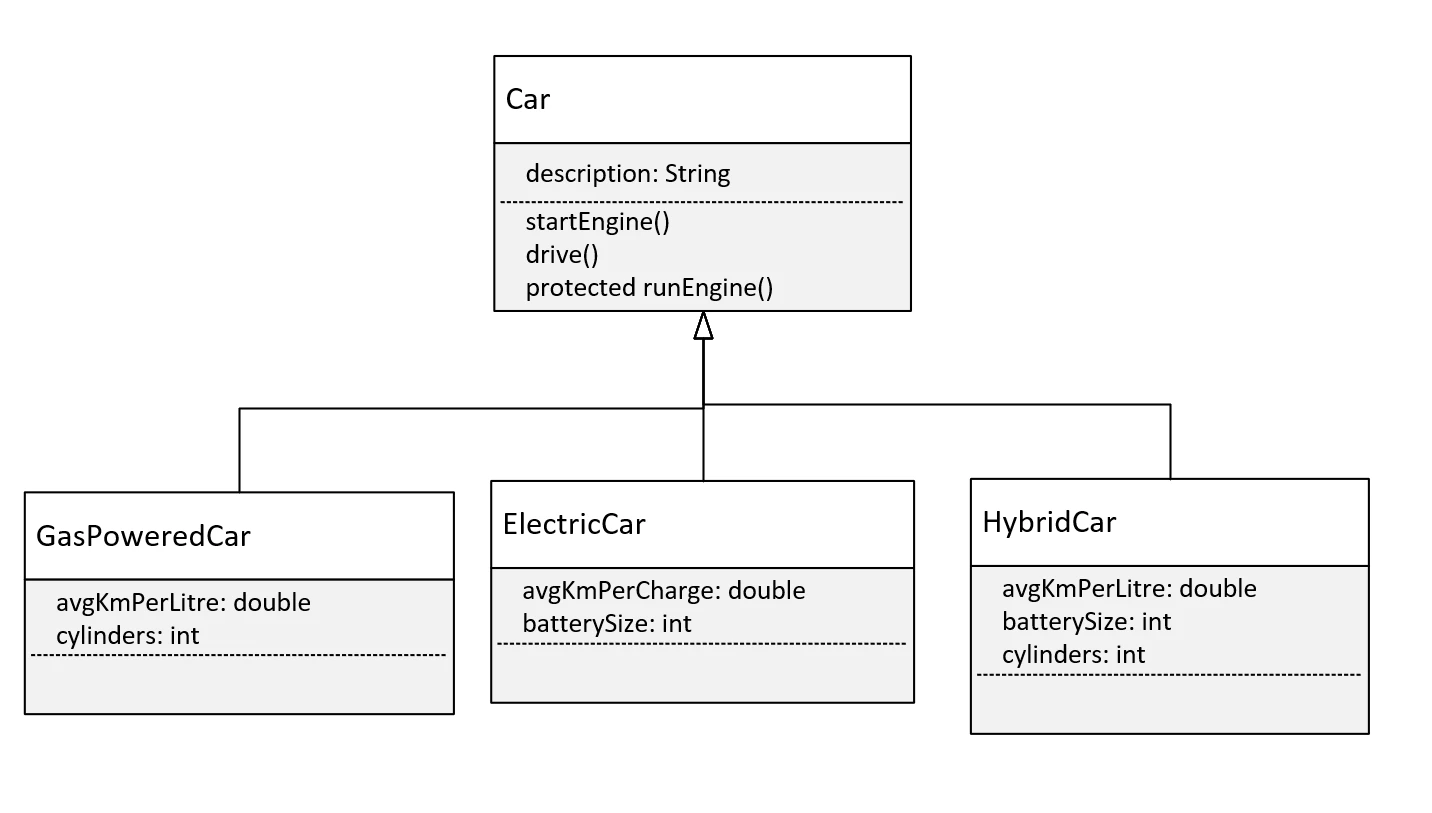 Car
description: String
startEngine()
drive()
protected runEngine()
GasPoweredCar
avgKmPerLitre: double
cylinders: int
ElectricCar
avgKmPerCharge: double
batterySize: int
HybridCar
avgKmPerLitre: double
batterySize: int
cylinders: int